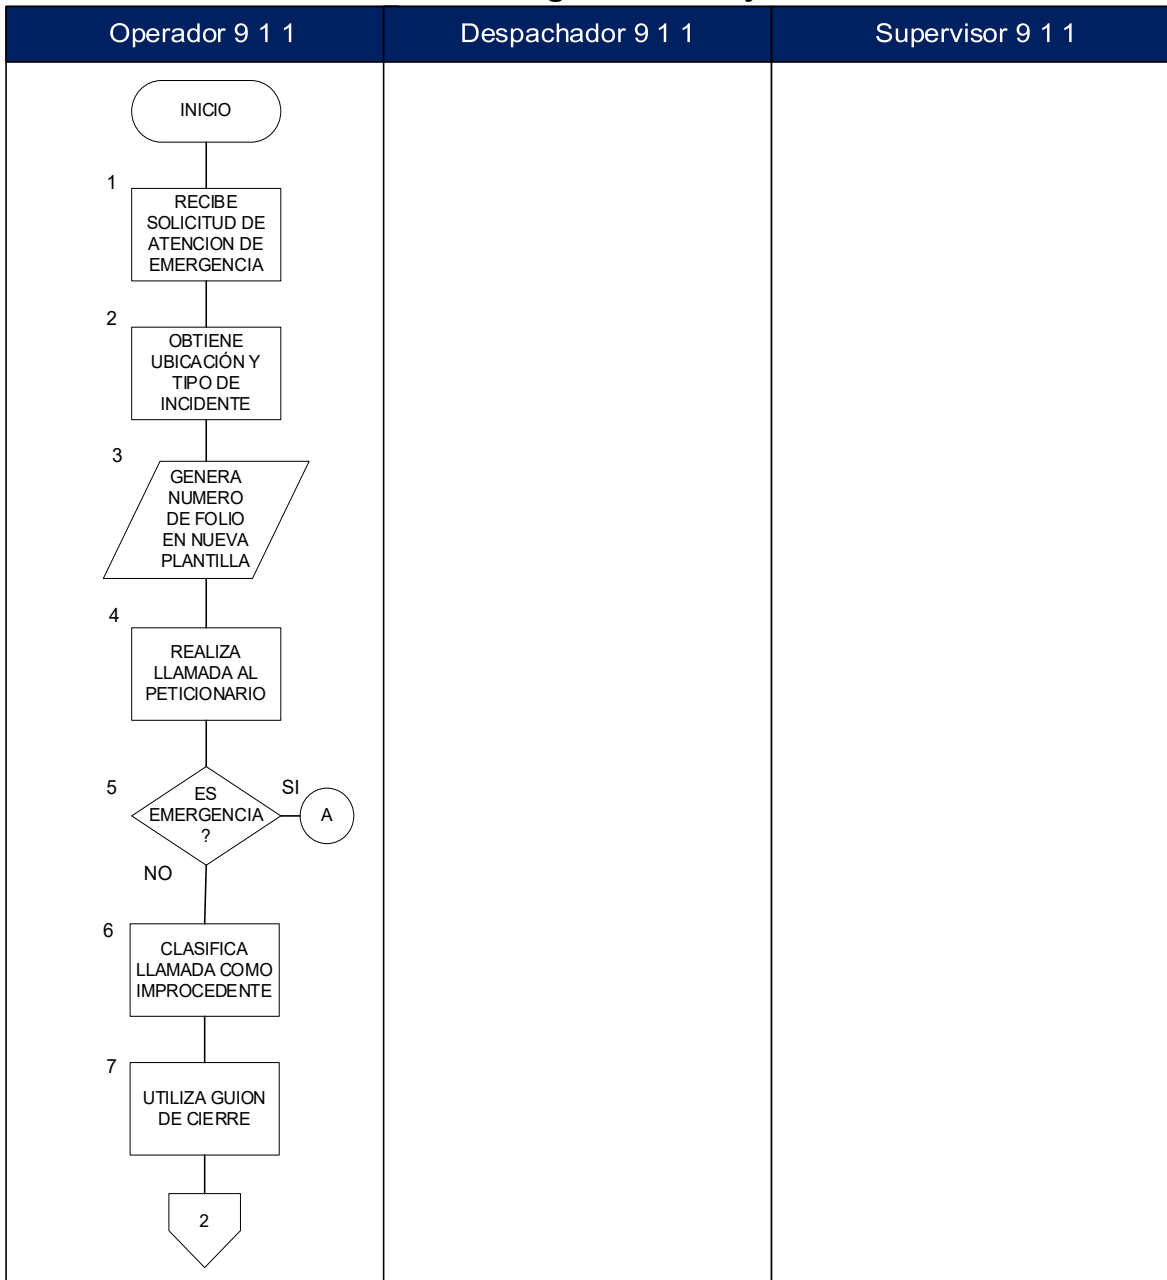 Operador 9 1 1
Despachador 9 1 1
Supervisor 9 1 1
INICIO
1
RECIBE
SOLICITUD DE
ATENCION DE
EMERGENCIA
2
OBTIENE
UBICACIÓN Y
TIPO DE
INCIDENTE
3
GENERA
NUMERO
DE FOLIO
EN NUEVA
PLANTILLA
4
REALIZA
LLAMADA AL
PETICIONARIO
5
ES
EMERGENCIA
?
SI
A
NO
6
CLASIFICA
LLAMADA COMO
IMPROCEDENTE
7
UTILIZA GUION
DE CIERRE
2